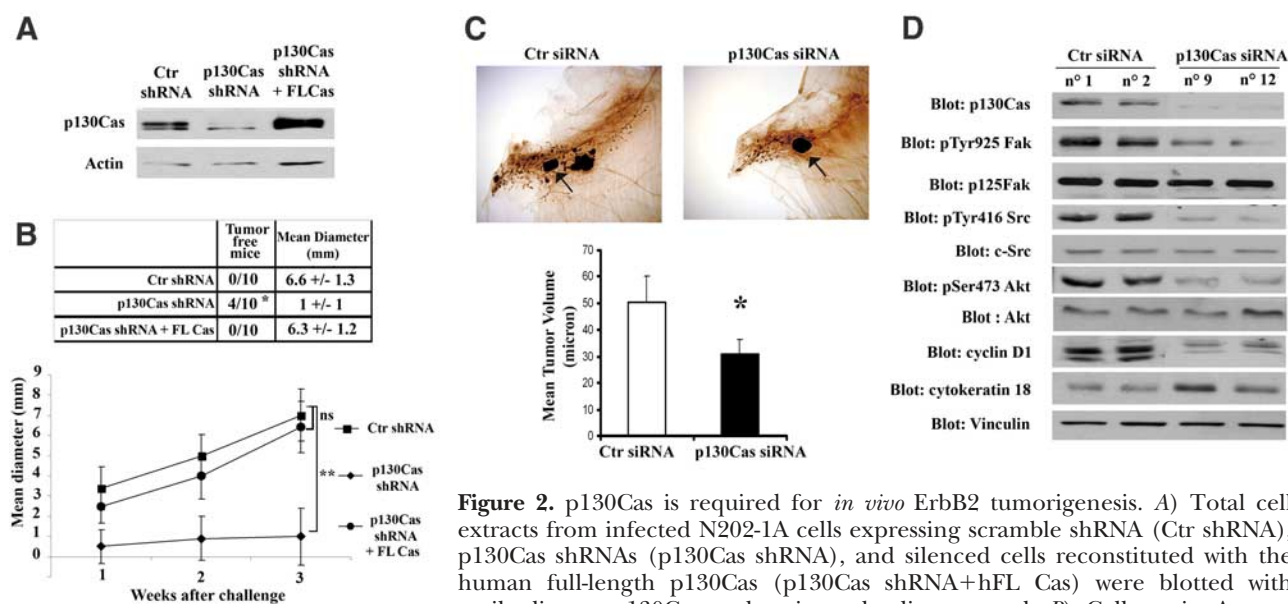 A
Ctr shRNA
p130Cas shRNA
p130Cas shRNA + FLCas
p130Cas
Actin
B
Tumor free mice
Mean Diameter (mm)
Ctr shRNA 0/10 6.6 +/- 1.3
p130Cas shRNA 4/10 * 1 +/- 1
p130Cas shRNA + FL Cas 0/10 6.3 +/- 1.2
Mean diameter (mm)
9
8
7
6
5
4
3
2
1
0
1 2 3
Weeks after challenge
ns
**
Ctr shRNA
p130Cas shRNA
p130Cas shRNA + FL Cas
C
Ctr siRNA
p130Cas siRNA
Mean Tumor Volume (micron)
70
60
50
40
30
20
10
0
*
Ctr siRNA p130Cas siRNA
D
Ctr siRNA p130Cas siRNA
n° 1 n° 2 n° 9 n° 12
Blot: p130Cas
Blot: pTyr925 Fak
Blot: p125Fak
Blot: pTyr416 Src
Blot: c-Src
Blot: pSer473 Akt
Blot : Akt
Blot: cyclin D1
Blot: cytokeratin 18
Blot: Vinculin
Figure 2. p130Cas is required for in vivo ErbB2 tumorigenesis. A) Total cell
extracts from infected N202-1A cells expressing scramble shRNA (Ctr shRNA)
p130Cas shRNAs (p130Cas shRNA), and silenced cells reconstituted with the
human full-length p130Cas (p130Cas shRNA+hFL Cas) were blotted with